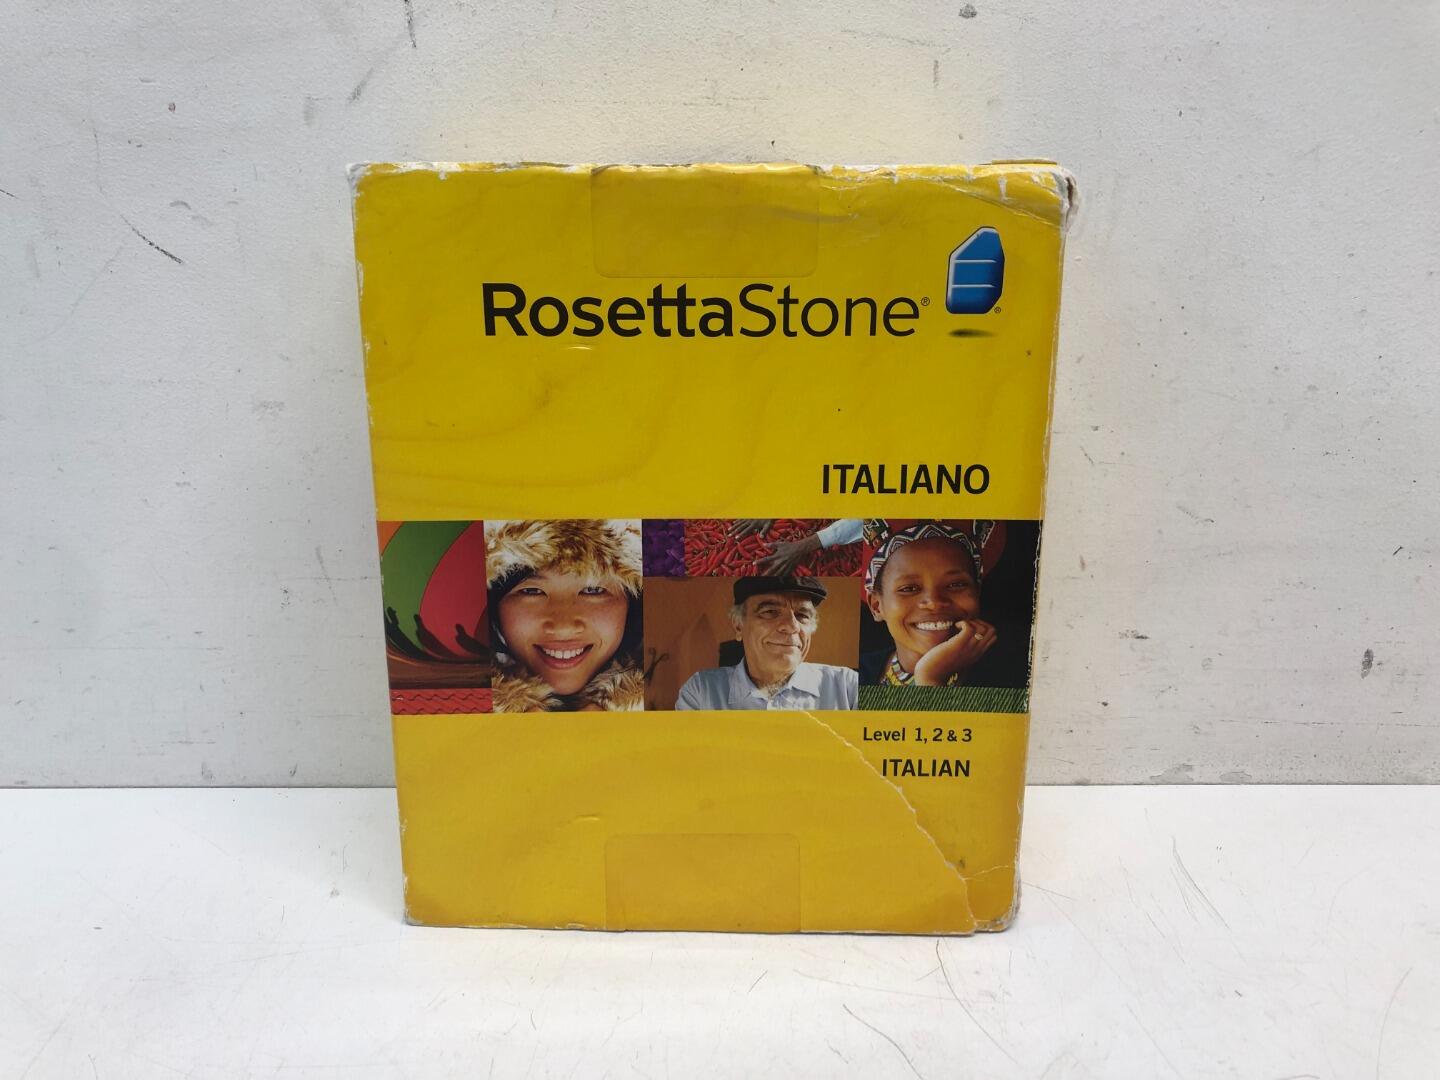 RosettaStone®
®
ITALIANO
Level 1, 2 & 3
ITALIAN